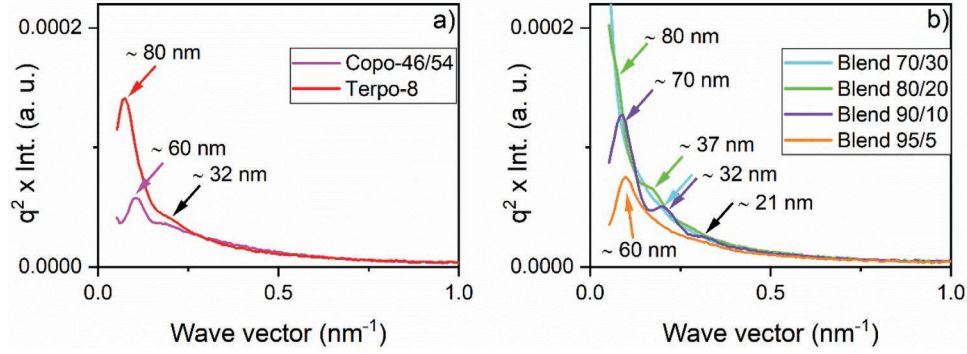 a)
0.0002
~ 80 nm
Copo-46/54
Terpo-8
~ 60 nm
~ 32 nm
q² x Int. (a. u.)
0.0000
0.0
0.5
1.0
Wave vector (nm⁻¹)
b)
0.0002
~ 80 nm
Blend 70/30
Blend 80/20
Blend 90/10
Blend 95/5
~ 70 nm
~ 37 nm
~ 32 nm
~ 21 nm
~ 60 nm
q² x Int. (a. u.)
0.0000
0.0
0.5
1.0
Wave vector (nm⁻¹)